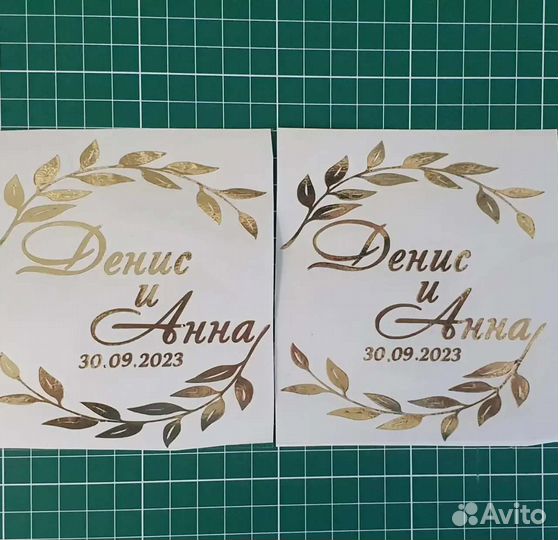 Денис
и
Анна
30.09.2023
Денис
и
Анна
30.09.2023
Avito